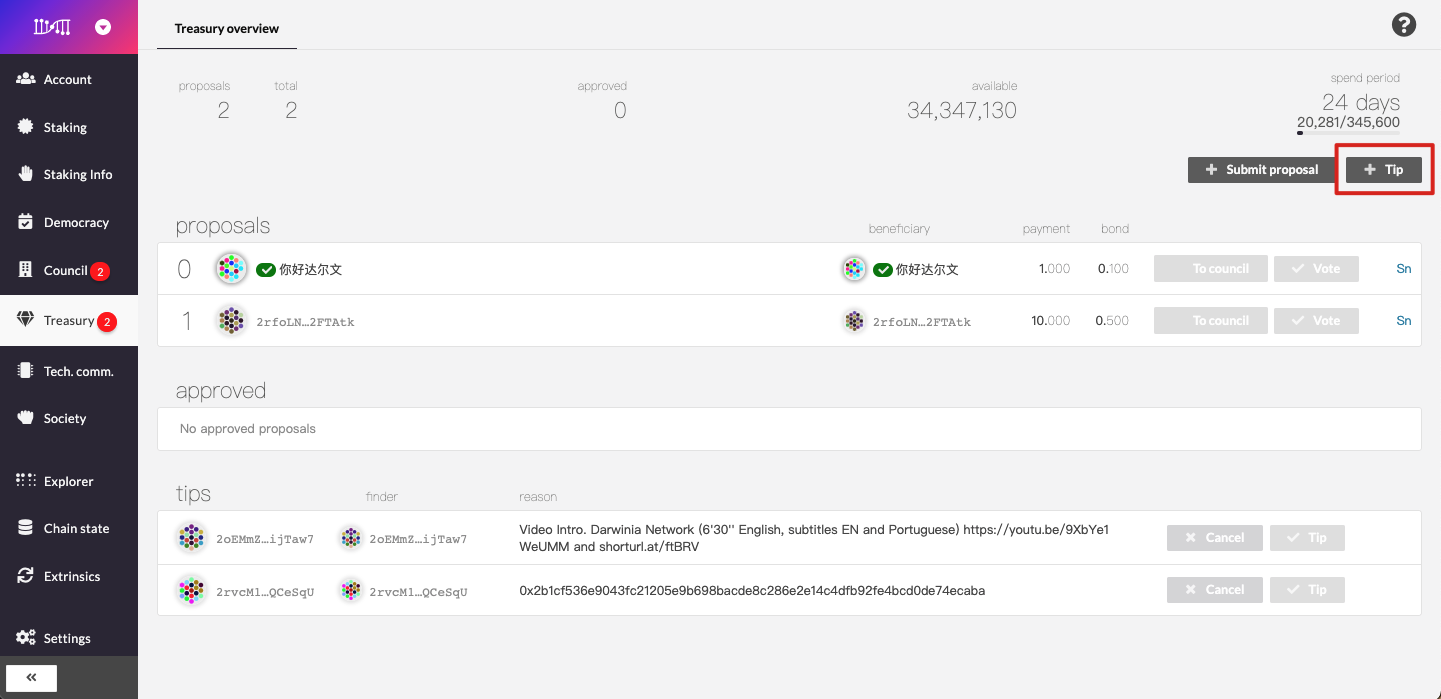 Treasury overview
?
Account
Staking
Staking Info
Democracy
Council 2
Treasury 2
Tech. comm.
Society
Explorer
Chain state
Extrinsics
Settings
proposals total approved available spend period
2 2 0 34,347,130 24 days
20,281/345,600
Submit proposal Tip
proposals beneficiary payment bond
0 你好达尔文 你好达尔文 1.000 0.100 To council Vote Sn
1 2rfoLN…2FTAtk 2rfoLN…2FTAtk 10.000 0.500 To council Vote Sn
approved
No approved proposals
tips finder reason
2oEMmZ…ijTaw7 2oEMmZ…ijTaw7 Video Intro. Darwinia Network (6'30'' English, subtitles EN and Portuguese) https://youtu.be/9XbYe1
WeUMM and shorturl.at/ftBRV Cancel Tip
2rvcM1…QCeSqU 2rvcM1…QCeSqU 0x2b1cf536e9043fc21205e9b698bacde8c286e2e14c4dfb92fe4bcd0de74ecaba Cancel Tip